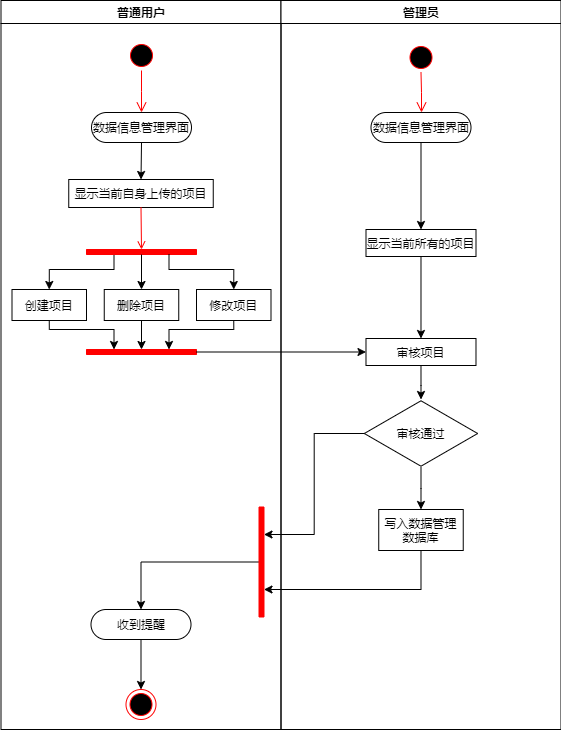 普通用户
管理员
数据信息管理界面
数据信息管理界面
显示当前自身上传的项目
显示当前所有的项目
创建项目
删除项目
修改项目
审核项目
审核通过
写入数据管理
数据库
收到提醒